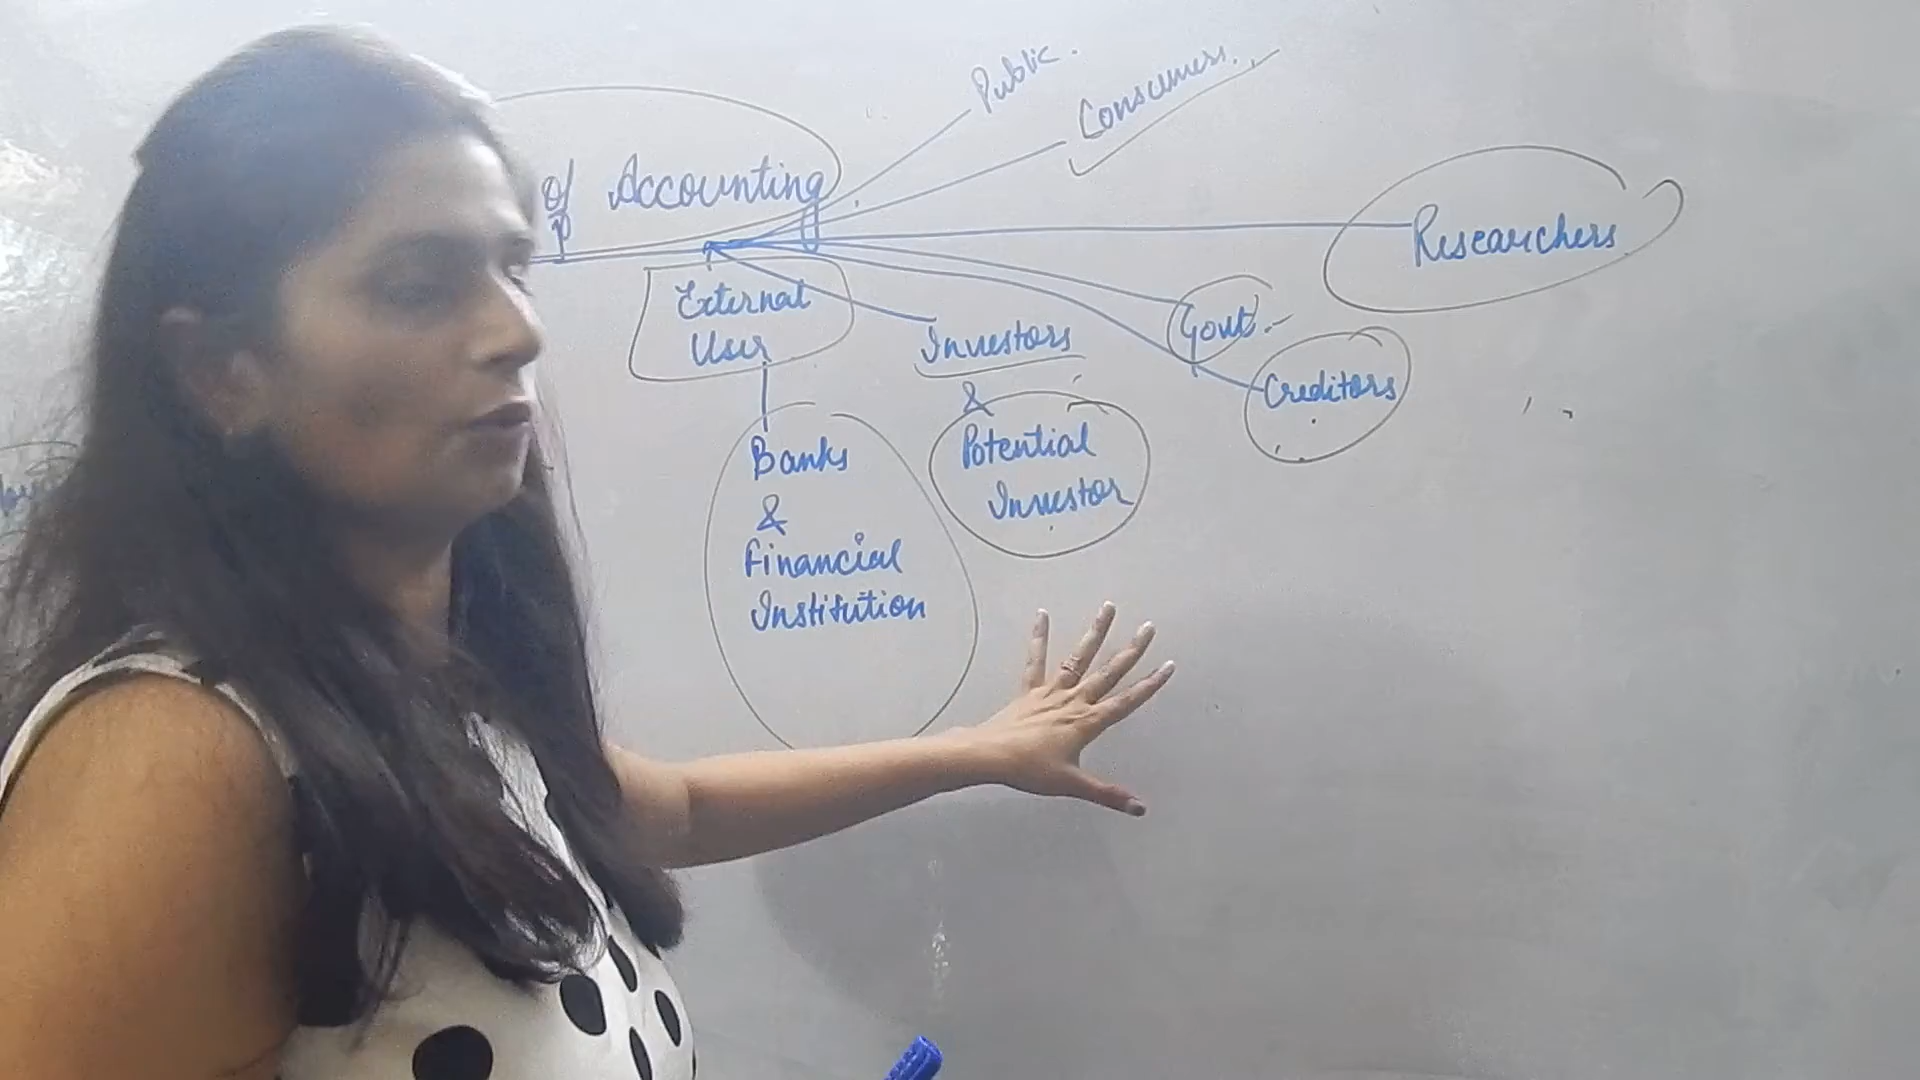 Public.
Consumers.
of Accounting
Researchers
External
User
Investors
&
Potential
Investor
Govt.
Creditors
Banks
&
Financial
Institution